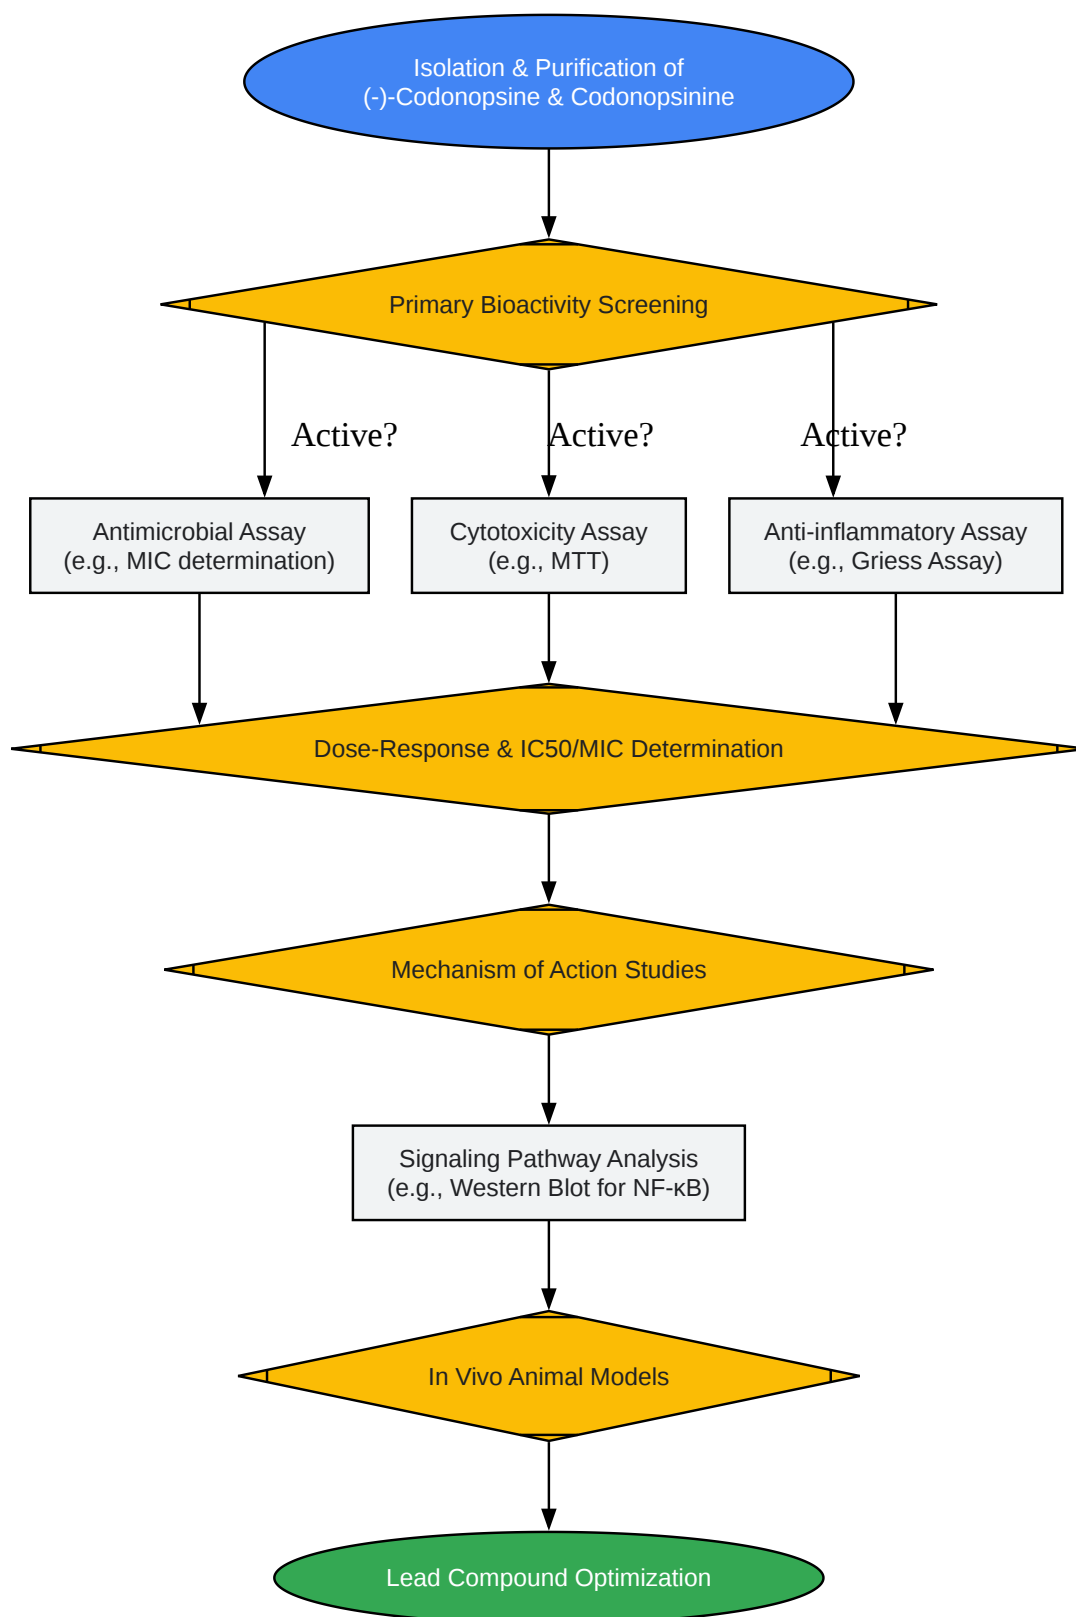 Isolation & Purification of
(-)-Codonopsine & Codonopsinine
Primary Bioactivity Screening
Active?
Active?
Active?
Antimicrobial Assay
(e.g., MIC determination)
Cytotoxicity Assay
(e.g., MTT)
Anti-inflammatory Assay
(e.g., Griess Assay)
Dose-Response & IC50/MIC Determination
Mechanism of Action Studies
Signaling Pathway Analysis
(e.g., Western Blot for NF-κB)
In Vivo Animal Models
Lead Compound Optimization